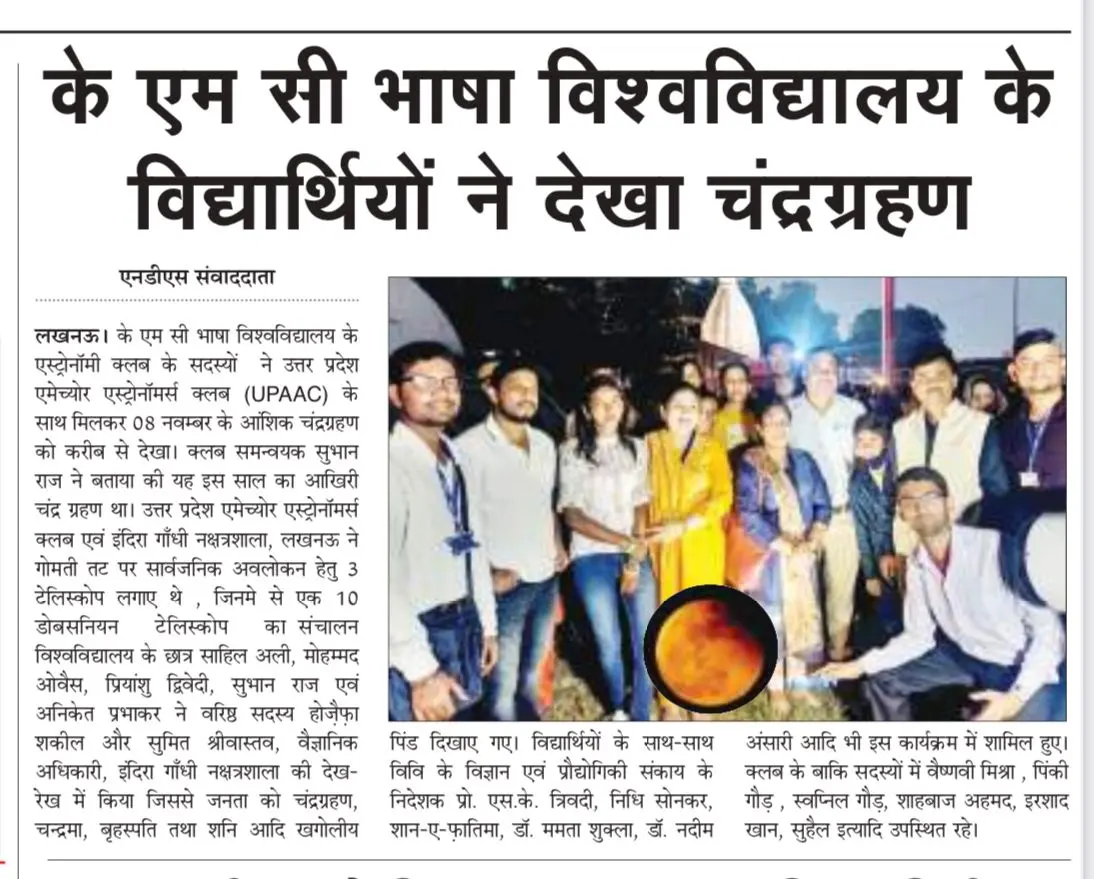 के एम सी भाषा विश्वविद्यालय के
विद्यार्थियों ने देखा चंद्रग्रहण
एनडीएस संवाददाता
लखनऊ। के एम सी भाषा विश्वविद्यालय के
एस्ट्रोनॉमी क्लब के सदस्यों ने उत्तर प्रदेश
एमेच्योर एस्ट्रोनॉमर्स क्लब (UPAAC) के
साथ मिलकर 08 नवम्बर के आंशिक चंद्रग्रहण
को करीब से देखा। क्लब समन्वयक सुभान
राज ने बताया की यह इस साल का आखिरी
चंद्र ग्रहण था। उत्तर प्रदेश एमेच्योर एस्ट्रोनॉमर्स
क्लब एवं इंदिरा गाँधी नक्षत्रशाला, लखनऊ ने
गोमती तट पर सार्वजनिक अवलोकन हेतु 3
टेलिस्कोप लगाए थे , जिनमे से एक 10
डोबसनियन टेलिस्कोप का संचालन
विश्वविद्यालय के छात्र साहिल अली, मोहम्मद
ओवैस, प्रियांशु द्विवेदी, सुभान राज एवं
अनिकेत प्रभाकर ने वरिष्ठ सदस्य होज़ैफ़ा
शकील और सुमित श्रीवास्तव, वैज्ञानिक
अधिकारी, इंदिरा गाँधी नक्षत्रशाला की देख-
रेख में किया जिससे जनता को चंद्रग्रहण,
चन्द्रमा, बृहस्पति तथा शनि आदि खगोलीय
पिंड दिखाए गए। विद्यार्थियों के साथ-साथ
विवि के विज्ञान एवं प्रौद्योगिकी संकाय के
निदेशक प्रो. एस.के. त्रिवदी, निधि सोनकर,
शान-ए-फ़ातिमा, डॉ. ममता शुक्ला, डॉ. नदीम
अंसारी आदि भी इस कार्यक्रम में शामिल हुए।
क्लब के बाकि सदस्यों में वैष्णवी मिश्रा , पिंकी
गौड़ , स्वप्निल गौड़, शाहबाज अहमद, इरशाद
खान, सुहैल इत्यादि उपस्थित रहे।